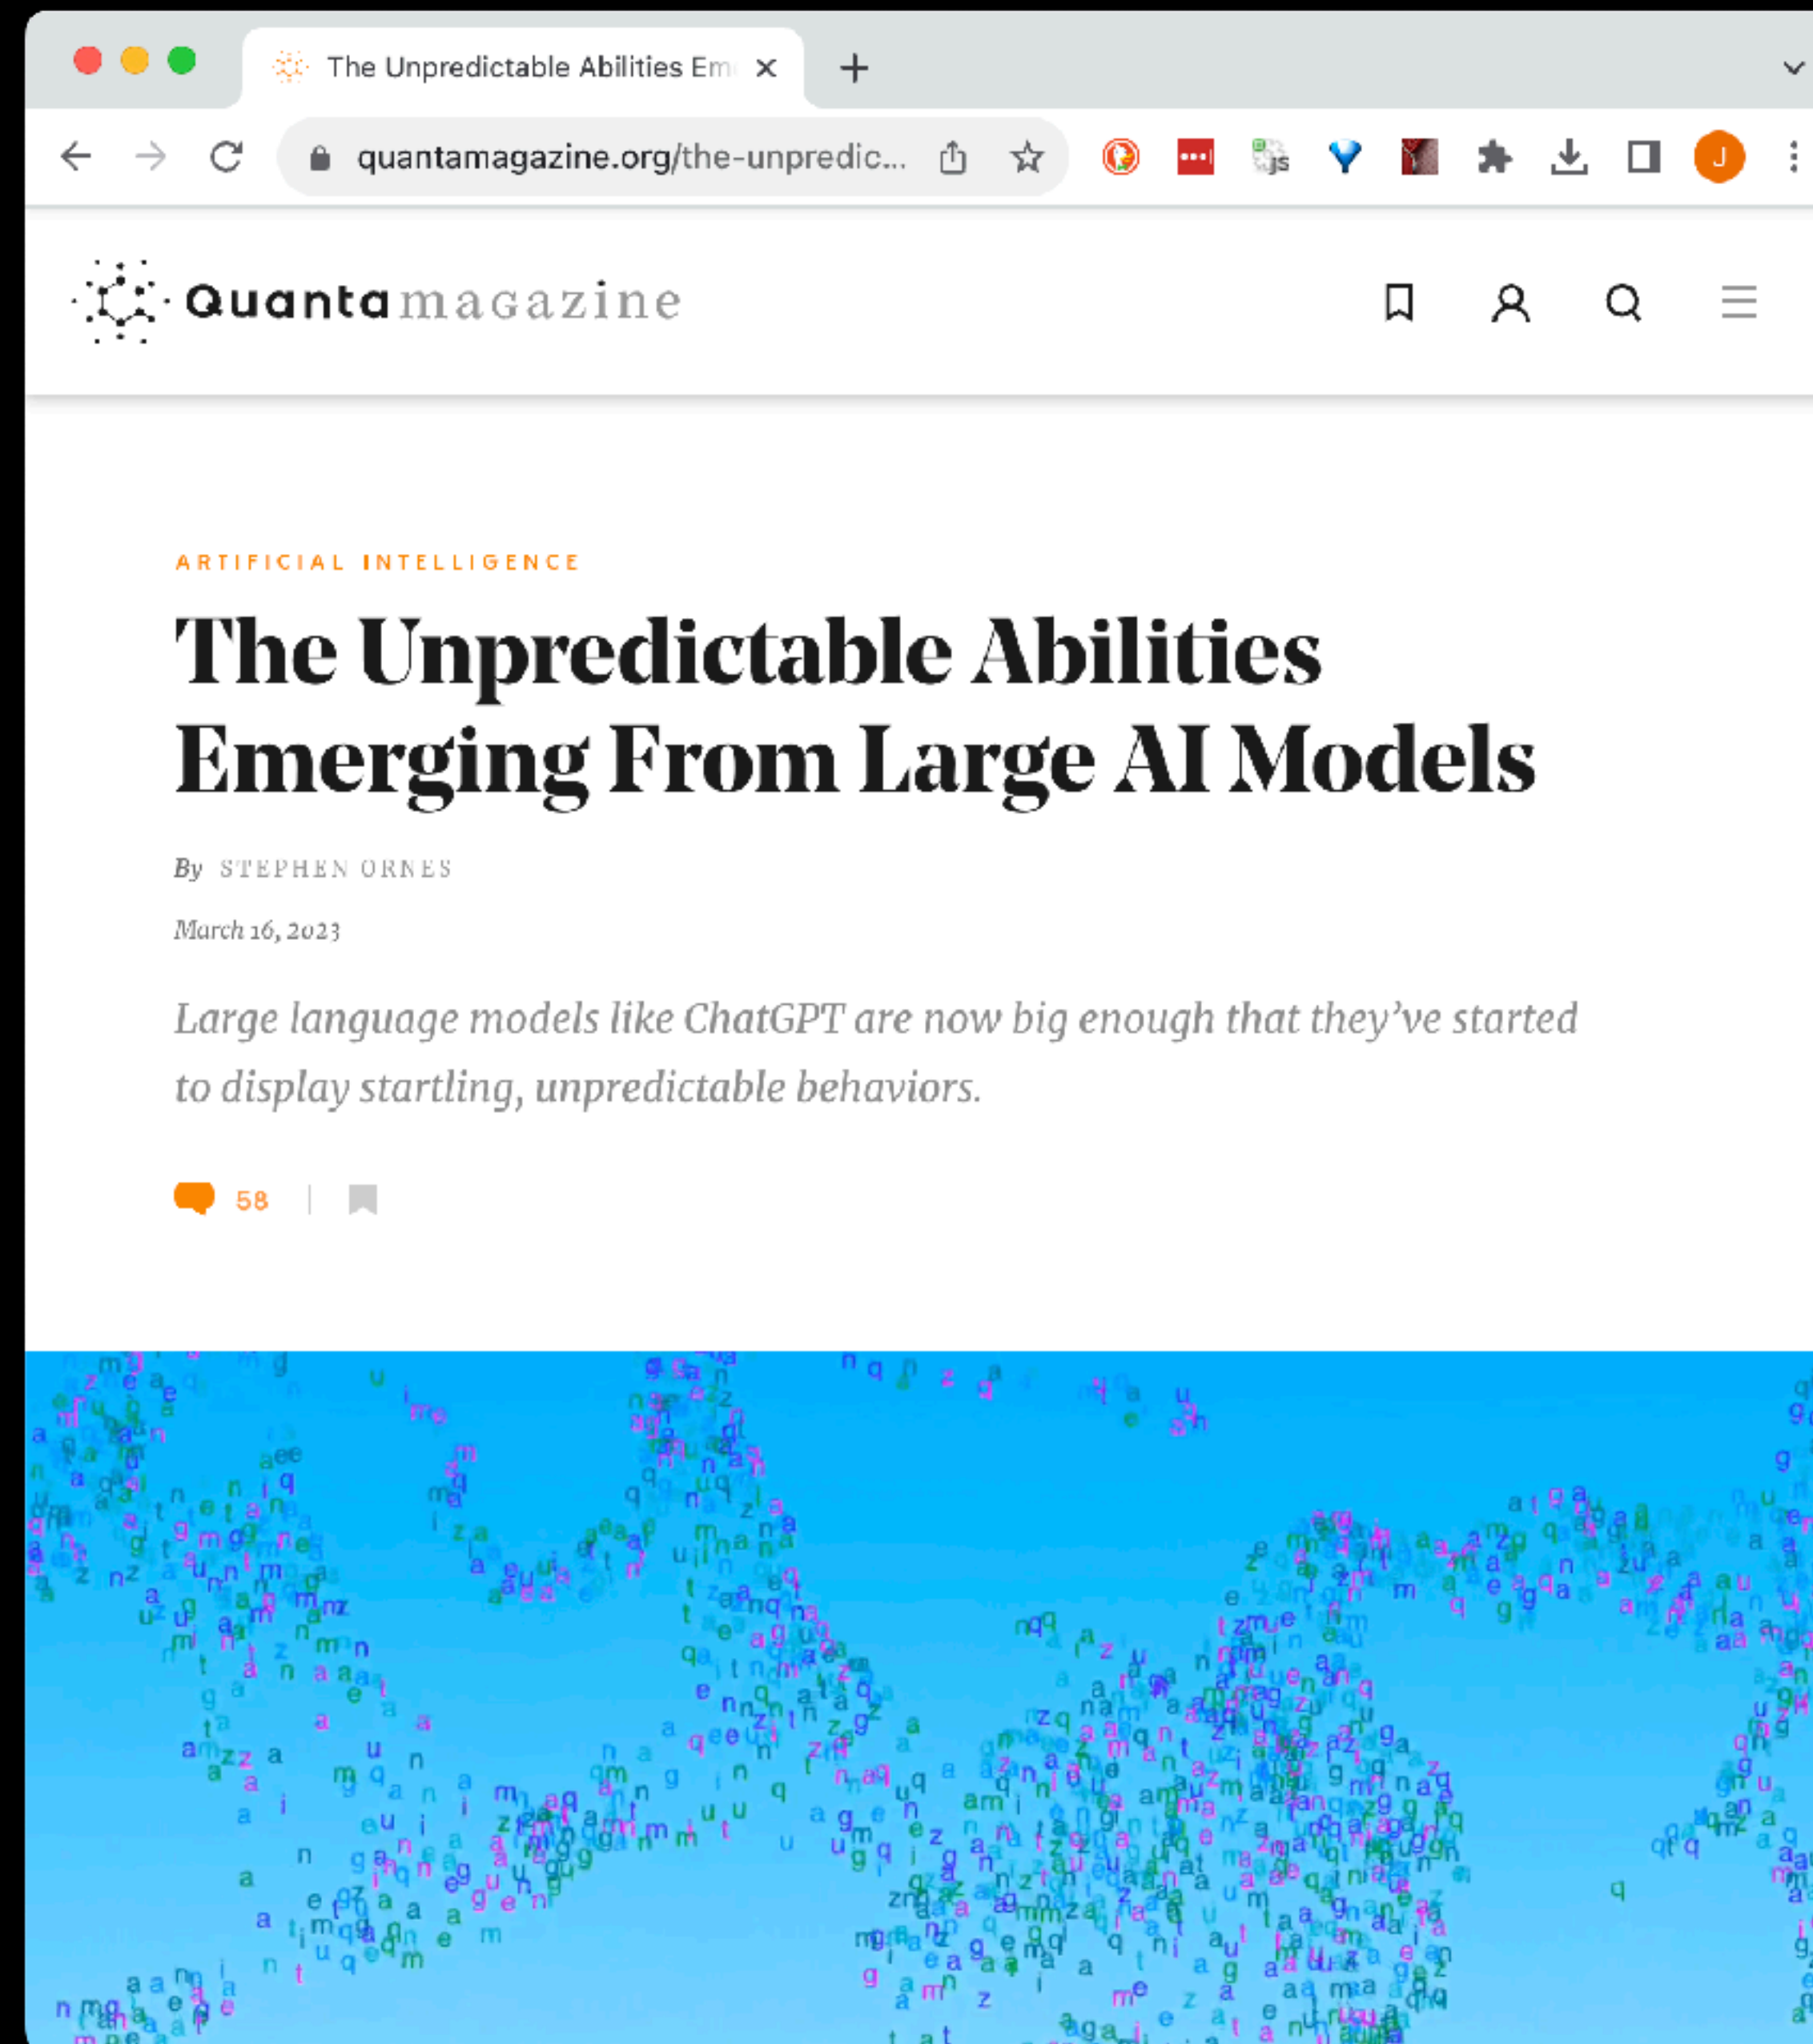 The Unpredictable Abilities Em
quantamagazine.org/the-unpredic...
js
J
Quanta magazine
ARTIFICIAL INTELLIGENCE
The Unpredictable Abilities
Emerging From Large AI Models
By STEPHEN ORNES
March 16, 2023
Large language models like ChatGPT are now big enough that they've started
to display startling, unpredictable behaviors.
58